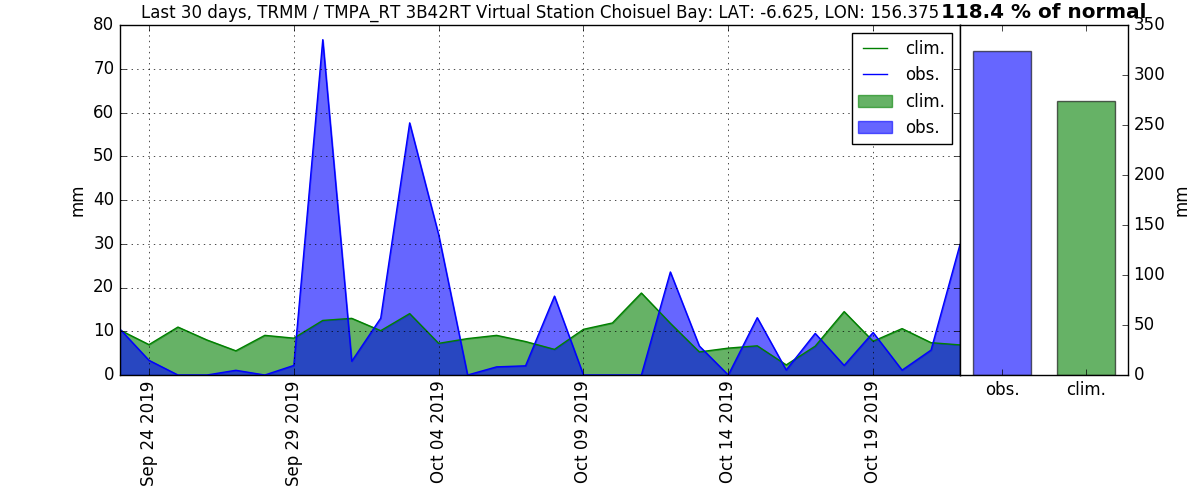 Last 30 days, TRMM / TMPA_RT 3B42RT Virtual Station Choisuel Bay: LAT: -6.625, LON: 156.375
118.4 % of normal
80
70
60
50
40
30
20
10
0
mm
clim.
obs.
clim.
obs.
Sep 24 2019
Sep 29 2019
Oct 04 2019
Oct 09 2019
Oct 14 2019
Oct 19 2019
350
300
250
200
150
100
50
0
mm
obs.
clim.